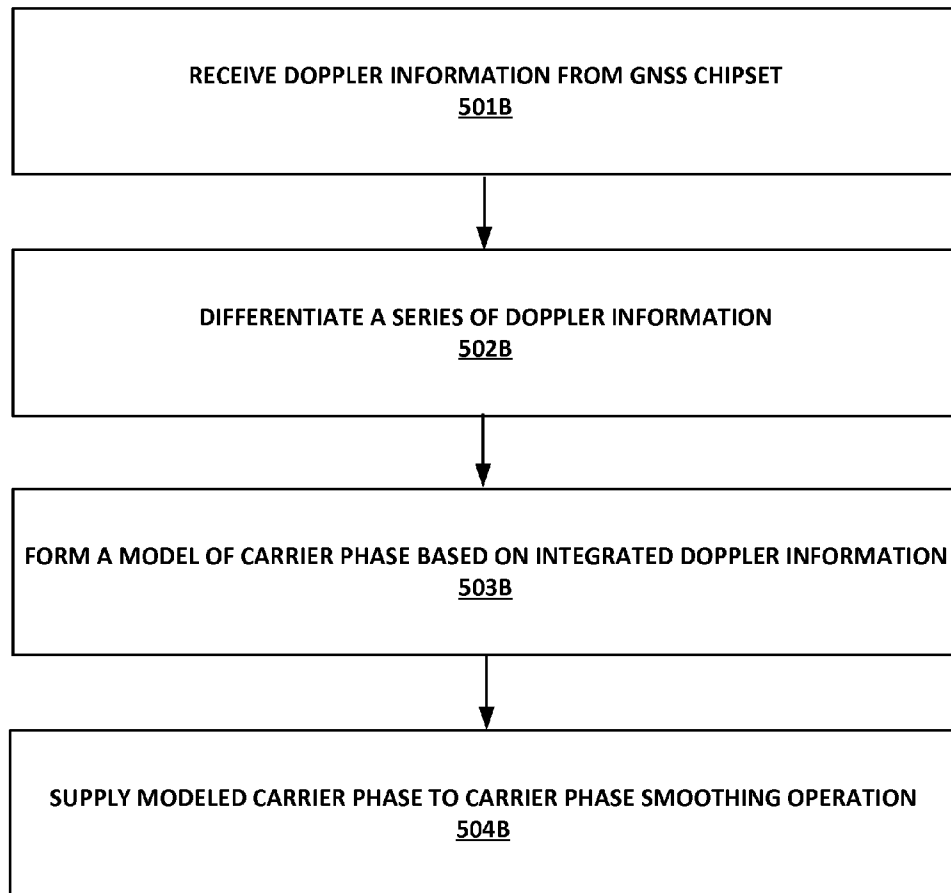 RECEIVE DOPPLER INFORMATION FROM GNSS CHIPSET
501B
DIFFERENTIATE A SERIES OF DOPPLER INFORMATION
502B
FORM A MODEL OF CARRIER PHASE BASED ON INTEGRATED DOPPLER INFORMATION
503B
SUPPLY MODELED CARRIER PHASE TO CARRIER PHASE SMOOTHING OPERATION
504B